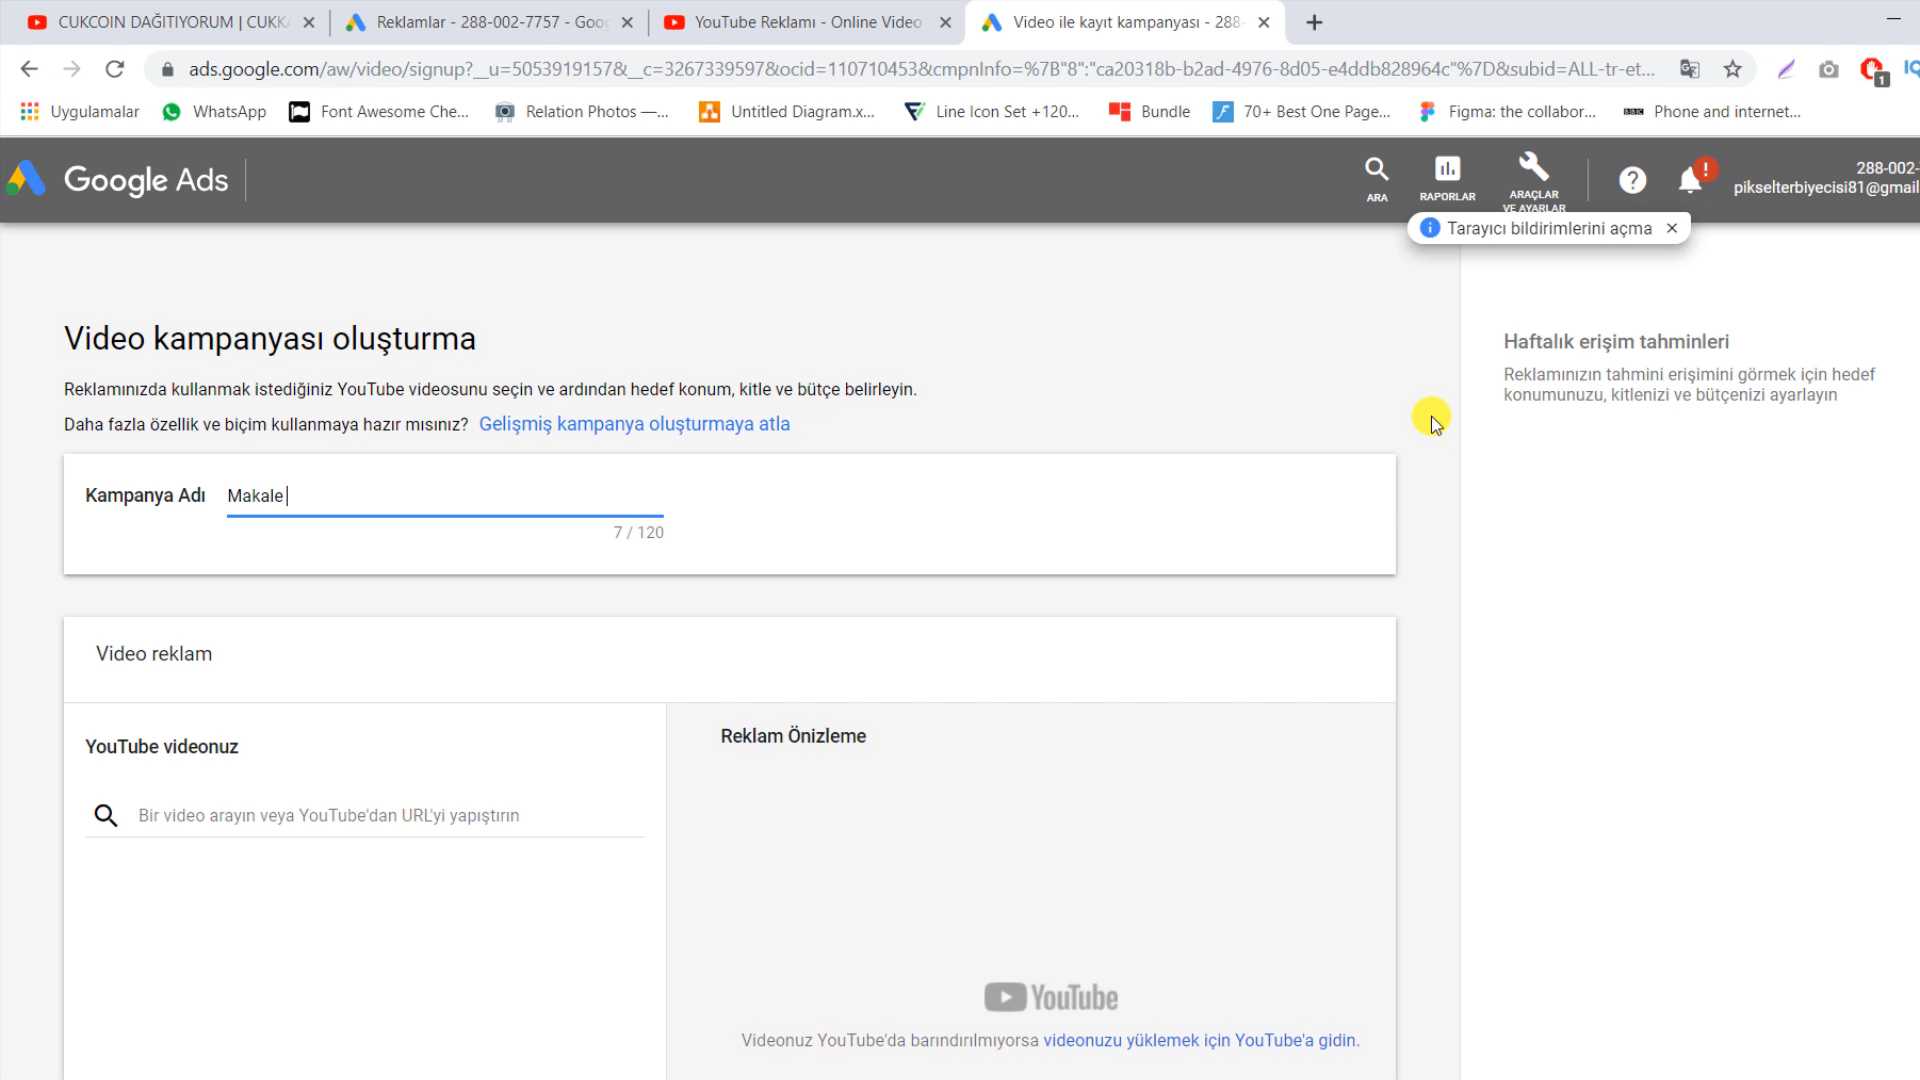 CUKCOIN DAĞITIYORUM | CUKK
Reklamlar - 288-002-7757 - Goo
YouTube Reklamı - Online Video
Video ile kayıt kampanyası - 288-
ads.google.com/aw/video/signup?__u=5053919157&__c=3267339597&ocid=110710453&cmpnInfo=%7B"8":"ca20318b-b2ad-4976-8d05-e4ddb828964c"%7D&subid=ALL-tr-et...
1
IQ
Uygulamalar
WhatsApp
Font Awesome Che...
Relation Photos —...
Untitled Diagram.x...
Line Icon Set +120...
Bundle
70+ Best One Page...
Figma: the collabor...
BBC
Phone and internet...
Google Ads
ARA
RAPORLAR
ARAÇLAR
VE AYARLAR
288-002-
pikselterbiyecisi81@gmail
Tarayıcı bildirimlerini açma
Video kampanyası oluşturma
Reklamınızda kullanmak istediğiniz YouTube videosunu seçin ve ardından hedef konum, kitle ve bütçe belirleyin.
Daha fazla özellik ve biçim kullanmaya hazır mısınız? Gelişmiş kampanya oluşturmaya atla
Haftalık erişim tahminleri
Reklamınızın tahmini erişimini görmek için hedef
konumunuzu, kitlenizi ve bütçenizi ayarlayın
Kampanya Adı
Makale
7 / 120
Video reklam
YouTube videonuz
Bir video arayın veya YouTube'dan URL'yi yapıştırın
Reklam Önizleme
YouTube
Videonuz YouTube'da barındırılmıyorsa videonuzu yüklemek için YouTube'a gidin.